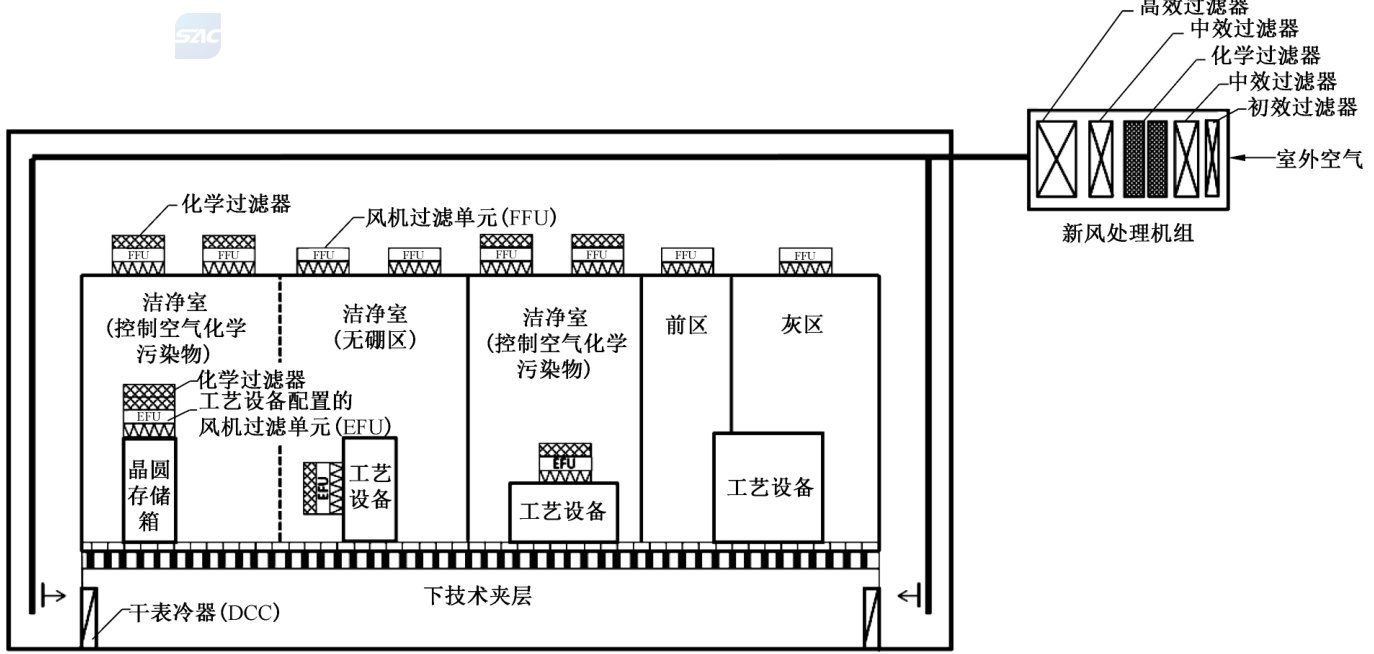 SAC
高效过滤器
中效过滤器
化学过滤器
中效过滤器
初效过滤器
室外空气
新风处理机组
化学过滤器
风机过滤单元(FFU)
FFU
FFU
FFU
FFU
FFU
FFU
FFU
FFU
洁净室
(控制空气化学
污染物)
洁净室
(无硼区)
洁净室
(控制空气化学
污染物)
前区
灰区
化学过滤器
工艺设备配置的
风机过滤单元(EFU)
EFU
EFU
EFU
晶圆
存储
箱
工艺
设备
工艺设备
工艺设备
下技术夹层
干表冷器(DCC)